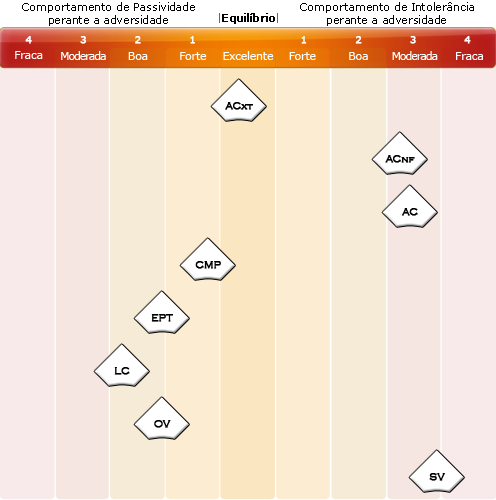 Comportamento de Passividade
perante a adversidade
|Equilíbrio|
Comportamento de Intolerância
perante a adversidade
4 3 2 1 1 2 3 4
Fraca Moderada Boa Forte Excelente Forte Boa Moderada Fraca
ACXT
ACNF
AC
CMP
EPT
LC
OV
SV